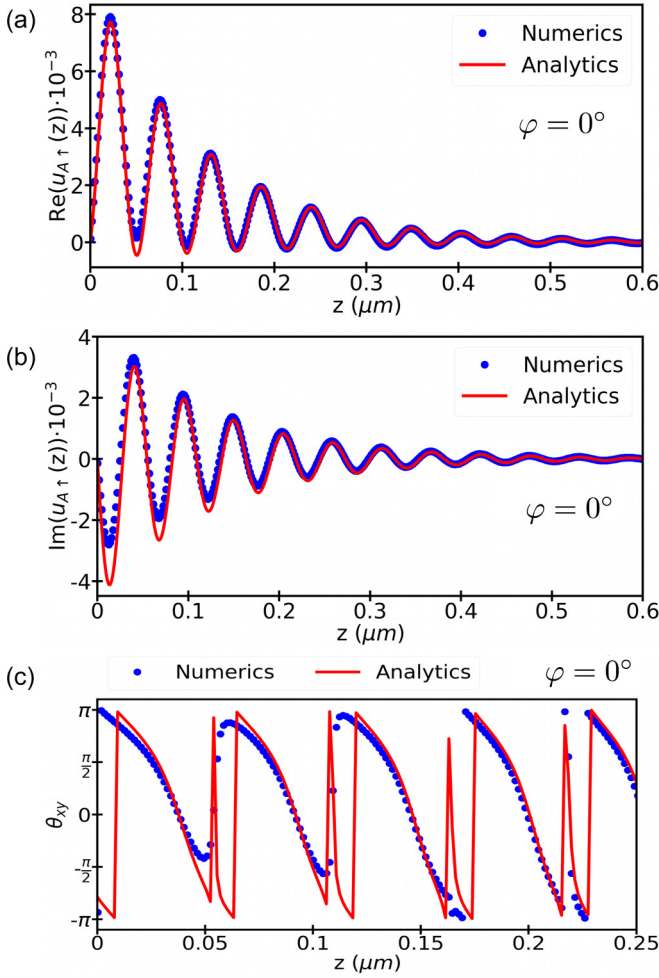 (a)
Re(u_{A↑}(z))·10⁻³
8
6
4
2
0
Numerics
Analytics
φ = 0°
0 0.1 0.2 0.3 0.4 0.5 0.6
z (μm)
(b)
Im(u_{A↑}(z))·10⁻³
4
2
0
-2
-4
Numerics
Analytics
φ = 0°
0 0.1 0.2 0.3 0.4 0.5 0.6
z (μm)
(c)
Numerics Analytics φ = 0°
θ_{xy}
π
π/2
0
-π/2
-π
0 0.05 0.1 0.15 0.2 0.25
z (μm)